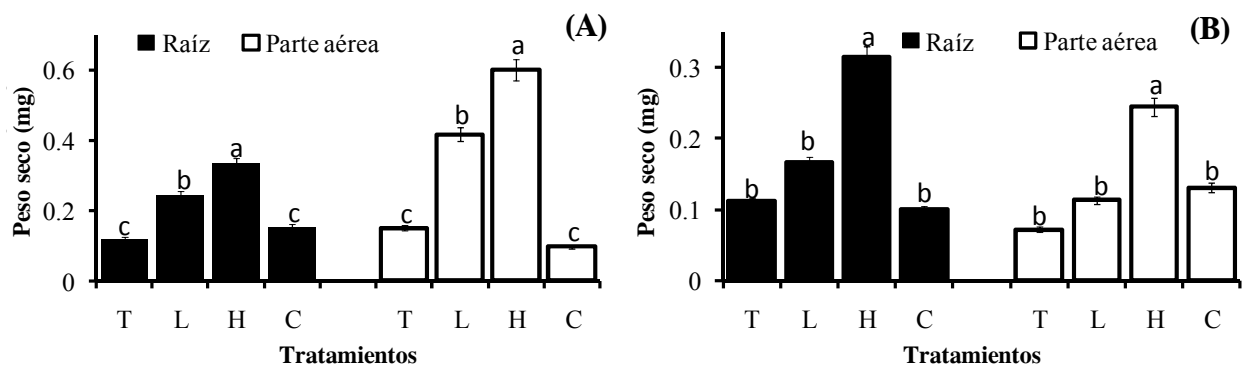 (A)
Raíz Parte aérea
Peso seco (mg)
0.6
0.4
0.2
0
c b a c c b a c
T L H C T L H C
Tratamientos
(B)
Raíz Parte aérea
Peso seco (mg)
0.3
0.2
0.1
0
b b a b b b a b
T L H C T L H C
Tratamientos